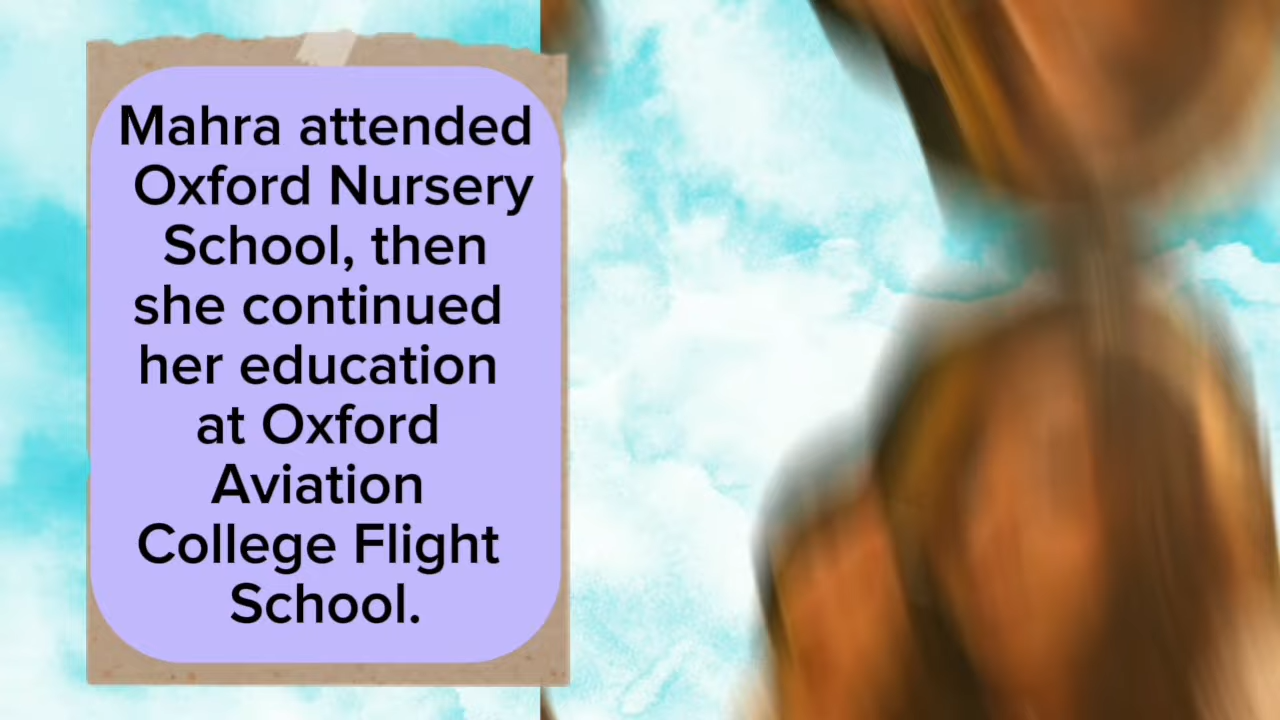 Mahra attended
Oxford Nursery
School, then
she continued
her education
at Oxford
Aviation
College Flight
School.